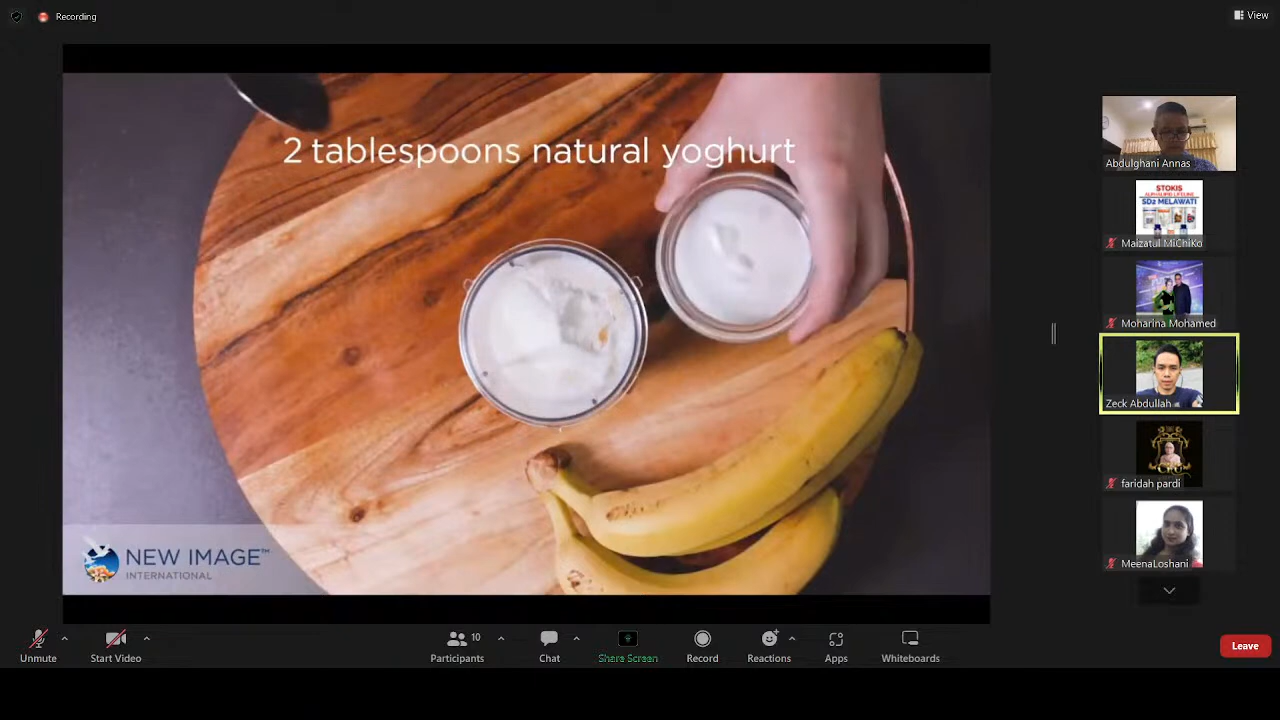 Recording
View
2 tablespoons natural yoghurt
NEW IMAGE™
INTERNATIONAL
Abdulghani Annas
STOKIS
SD2 MELAWATI
Maizatul MiChiKo
Moharina Mohamed
Zeck Abdullah
faridah pardi
MeenaLoshani
Unmute
Start Video
10
Participants
Chat
Share Screen
Record
Reactions
Apps
Whiteboards
Leave